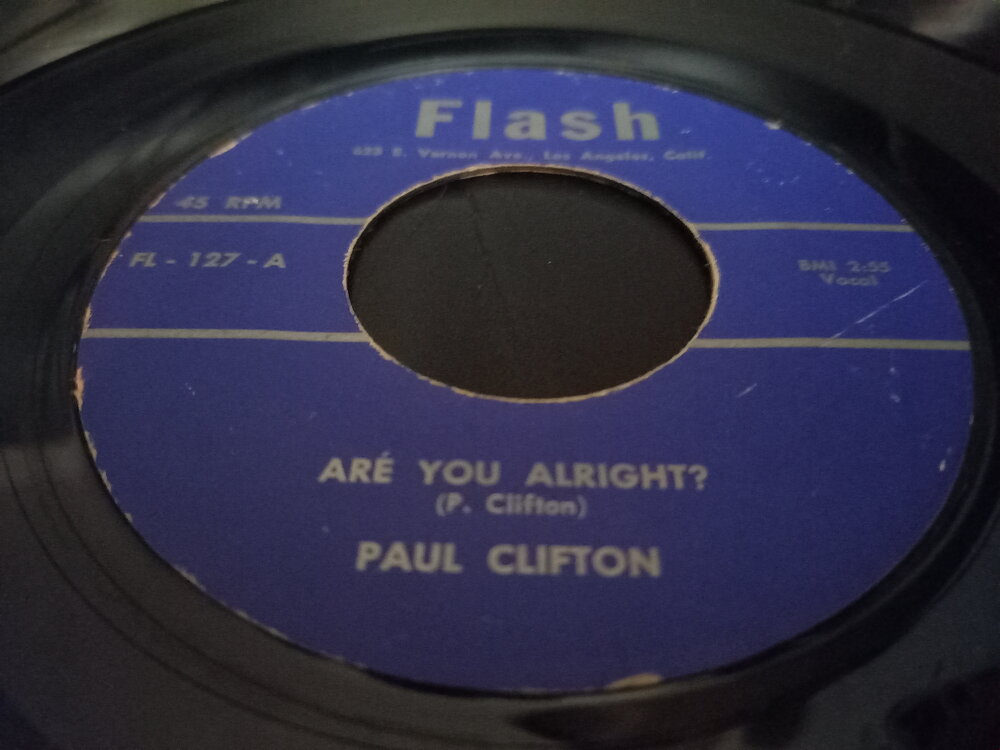 Flash
623 E. Vernon Ave., Los Angeles, Calif.
45 RPM
FL - 127 - A
BMI 2:55
Vocal
ARÉ YOU ALRIGHT?
(P. Clifton)
PAUL CLIFTON